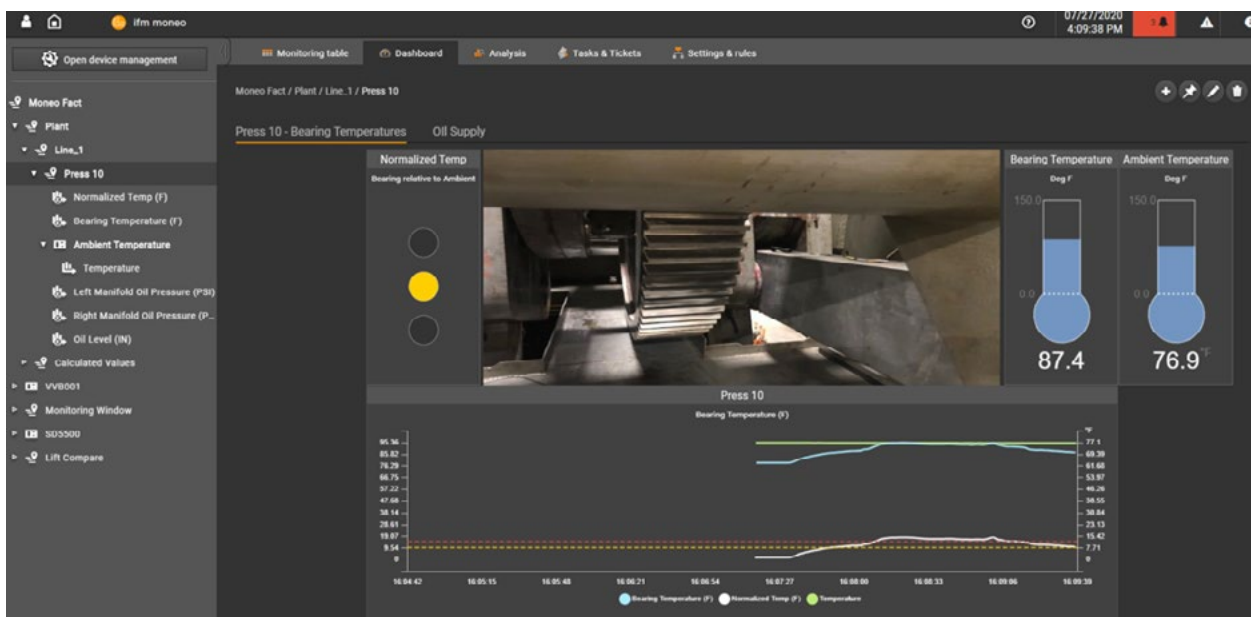 ifm moneo
07/27/2020
4:09:38 PM
3
Open device management
Monitoring table
Dashboard
Analysis
Tasks & Tickets
Settings & rules
Moneo Fact / Plant / Line_1 / Press 10
Press 10 - Bearing Temperatures
Oil Supply
Moneo Fact
Plant
Line_1
Press 10
Normalized Temp (F)
Bearing Temperature (F)
Ambient Temperature
Temperature
Left Manifold Oil Pressure (PSI)
Right Manifold Oil Pressure (P...
Oil Level (IN)
Calculated Values
VVB001
Monitoring Window
SD5500
Lift Compare
Normalized Temp
Bearing relative to Ambient
Bearing Temperature
Deg F
150.0
0.0
87.4
Ambient Temperature
Deg F
150.0
0.0
76.9 °F
Press 10
Bearing Temperature (F)
95.36
85.82
76.29
66.75
57.22
47.68
38.14
28.61
19.07
9.54
0
°F
77.1
69.39
61.68
53.97
46.26
38.55
30.84
23.13
15.42
7.71
0
16:04:42 16:05:15 16:05:48 16:06:21 16:06:54 16:07:27 16:08:00 16:08:33 16:09:06 16:09:39
Bearing Temperature (F) Normalized Temp (F) Temperature